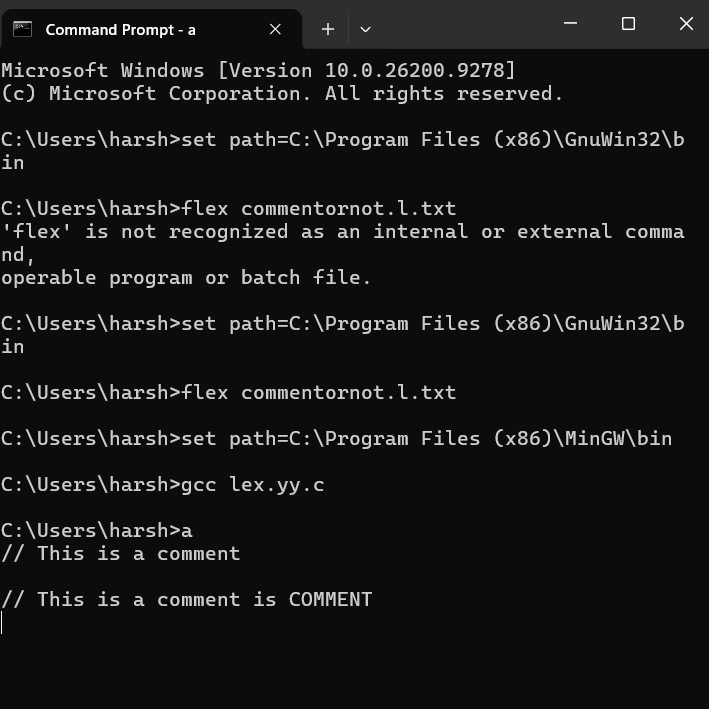 Command Prompt - a
Microsoft Windows [Version 10.0.26200.9278]
(c) Microsoft Corporation. All rights reserved.
C:\Users\harsh>set path=C:\Program Files (x86)\GnuWin32\b
in
C:\Users\harsh>flex commentornot.l.txt
'flex' is not recognized as an internal or external comma
nd,
operable program or batch file.
C:\Users\harsh>set path=C:\Program Files (x86)\GnuWin32\b
in
C:\Users\harsh>flex commentornot.l.txt
C:\Users\harsh>set path=C:\Program Files (x86)\MinGW\bin
C:\Users\harsh>gcc lex.yy.c
C:\Users\harsh>a
// This is a comment
// This is a comment is COMMENT